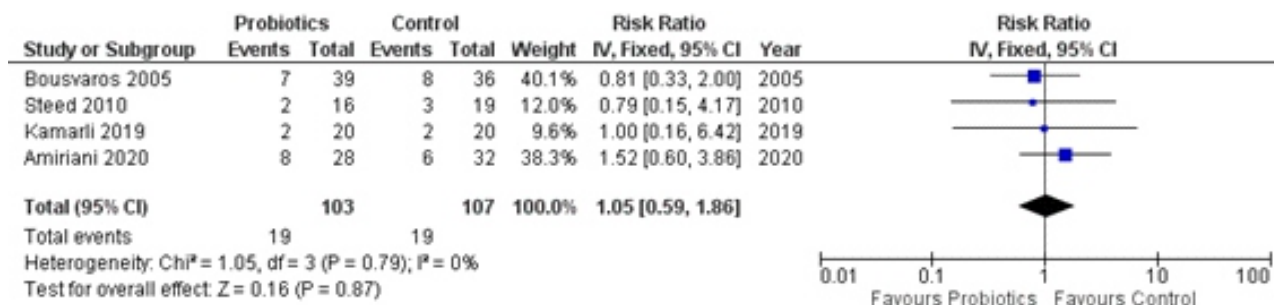 Probiotics Control Risk Ratio Risk Ratio
Study or Subgroup Events Total Events Total Weight IV, Fixed, 95% CI Year IV, Fixed, 95% CI
Bousvaros 2005 7 39 8 36 40.1% 0.81 [0.33, 2.00] 2005
Steed 2010 2 16 3 19 12.0% 0.79 [0.15, 4.17] 2010
Kamarli 2019 2 20 2 20 9.6% 1.00 [0.16, 6.42] 2019
Amiriani 2020 8 28 6 32 38.3% 1.52 [0.60, 3.86] 2020
Total (95% CI) 103 107 100.0% 1.05 [0.59, 1.86]
Total events 19 19
Heterogeneity: Chi² = 1.05, df = 3 (P = 0.79); I² = 0%
Test for overall effect: Z = 0.16 (P = 0.87)
0.01 0.1 1 10 100
Favours Probiotics Favours Control